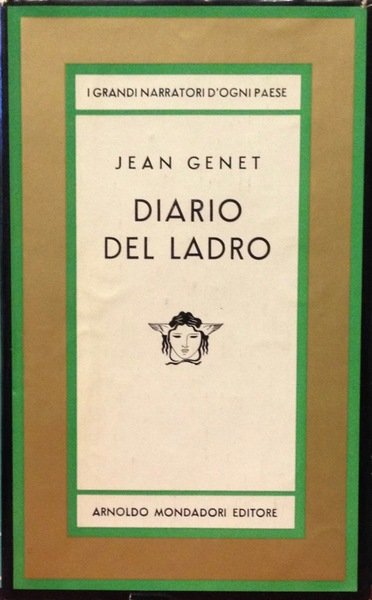 I GRANDI NARRATORI D'OGNI PAESE
JEAN GENET
DIARIO
DEL LADRO
ARNOLDO MONDADORI EDITORE